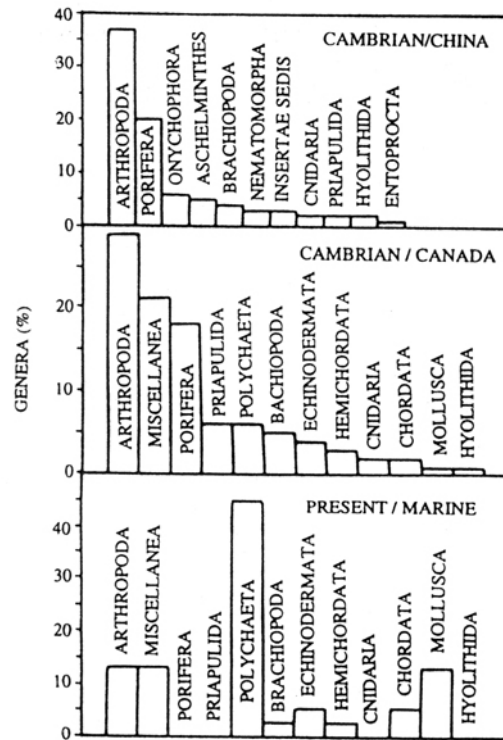 CAMBRIAN/CHINA
40
30
20
10
0
ARTHROPODA
PORIFERA
ONYCHOPHORA
ASCHELMINTHES
BRACHIOPODA
NEMATOMORPHA
INSERTAE SEDIS
CNIDARIA
PRIAPULIDA
HYOLITHIDA
ENTOPROCTA
GENERA (%)
CAMBRIAN / CANADA
20
10
0
ARTHROPODA
MISCELLANEA
PORIFERA
PRIAPULIDA
POLYCHAETA
BACHIOPODA
ECHINODERMATA
HEMICHORDATA
CNIDARIA
CHORDATA
MOLLUSCA
HYOLITHIDA
PRESENT / MARINE
40
30
20
10
0
ARTHROPODA
MISCELLANEA
PORIFERA
PRIAPULIDA
POLYCHAETA
BRACHIOPODA
ECHINODERMATA
HEMICHORDATA
CNIDARIA
CHORDATA
MOLLUSCA
HYOLITHIDA